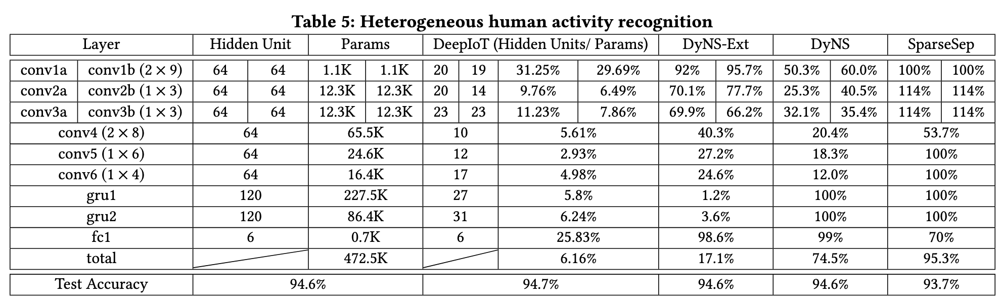 Table 5: Heterogeneous human activity recognition
Layer Hidden Unit Params DeepIoT (Hidden Units/ Params) DyNS-Ext DyNS SparseSep
conv1a conv1b (2 × 9) 64 64 1.1K 1.1K 20 19 31.25% 29.69% 92% 95.7% 50.3% 60.0% 100% 100%
conv2a conv2b (1 × 3) 64 64 12.3K 12.3K 20 14 9.76% 6.49% 70.1% 77.7% 25.3% 40.5% 114% 114%
conv3a conv3b (1 × 3) 64 64 12.3K 12.3K 23 23 11.23% 7.86% 69.9% 66.2% 32.1% 35.4% 114% 114%
conv4 (2 × 8) 64 65.5K 10 5.61% 40.3% 20.4% 53.7%
conv5 (1 × 6) 64 24.6K 12 2.93% 27.2% 18.3% 100%
conv6 (1 × 4) 64 16.4K 17 4.98% 24.6% 12.0% 100%
gru1 120 227.5K 27 5.8% 1.2% 100% 100%
gru2 120 86.4K 31 6.24% 3.6% 100% 100%
fc1 6 0.7K 6 25.83% 98.6% 99% 70%
total 472.5K 6.16% 17.1% 74.5% 95.3%
Test Accuracy 94.6% 94.7% 94.6% 94.6% 93.7%